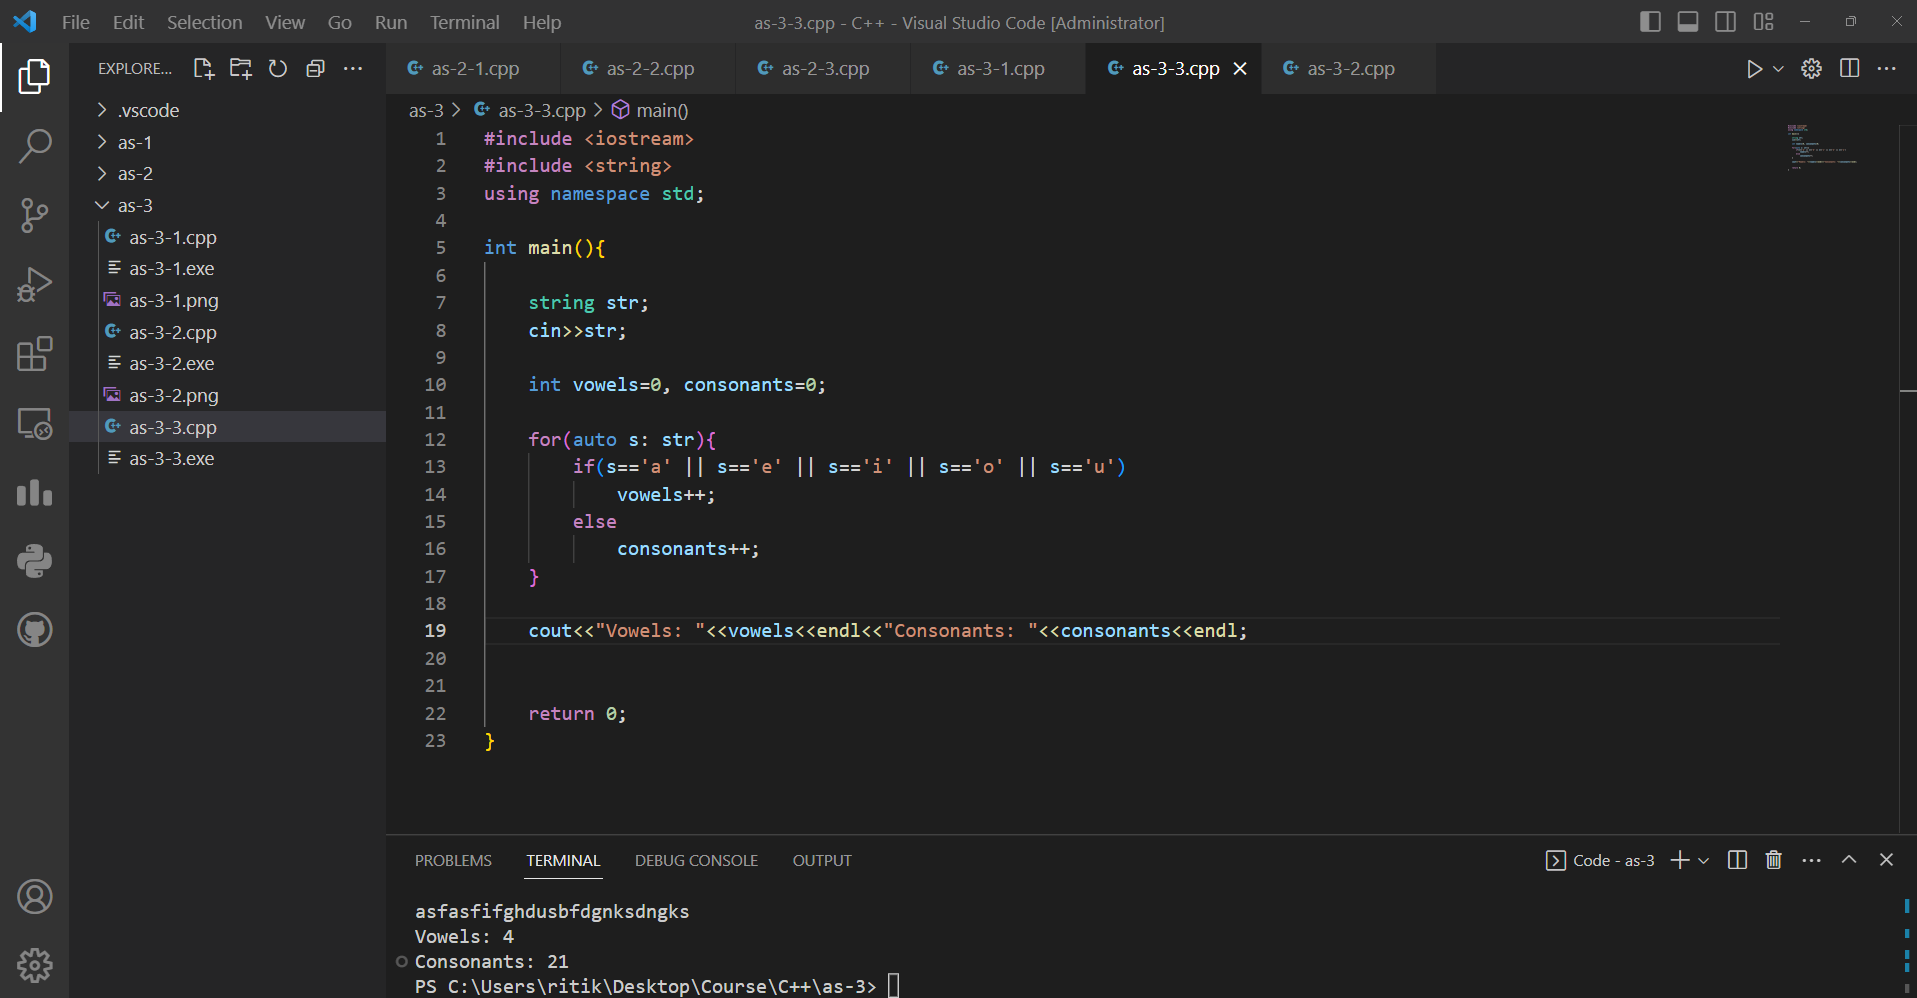 File Edit Selection View Go Run Terminal Help as-3-3.cpp - C++ - Visual Studio Code [Administrator]
EXPLORE...
.vscode
as-1
as-2
as-3
as-3-1.cpp
as-3-1.exe
as-3-1.png
as-3-2.cpp
as-3-2.exe
as-3-2.png
as-3-3.cpp
as-3-3.exe
as-2-1.cpp as-2-2.cpp as-2-3.cpp as-3-1.cpp as-3-3.cpp as-3-2.cpp
as-3 > as-3-3.cpp > main()
1 #include <iostream>
2 #include <string>
3 using namespace std;
4
5 int main(){
6
7     string str;
8     cin>>str;
9
10     int vowels=0, consonants=0;
11
12     for(auto s: str){
13         if(s=='a' || s=='e' || s=='i' || s=='o' || s=='u')
14             vowels++;
15         else
16             consonants++;
17     }
18
19     cout<<"Vowels: "<<vowels<<endl<<"Consonants: "<<consonants<<endl;
20
21
22     return 0;
23 }
PROBLEMS TERMINAL DEBUG CONSOLE OUTPUT Code - as-3
asfasfifghdusbfdgnksdngks
Vowels: 4
Consonants: 21
PS C:\Users\ritik\Desktop\Course\C++\as-3>